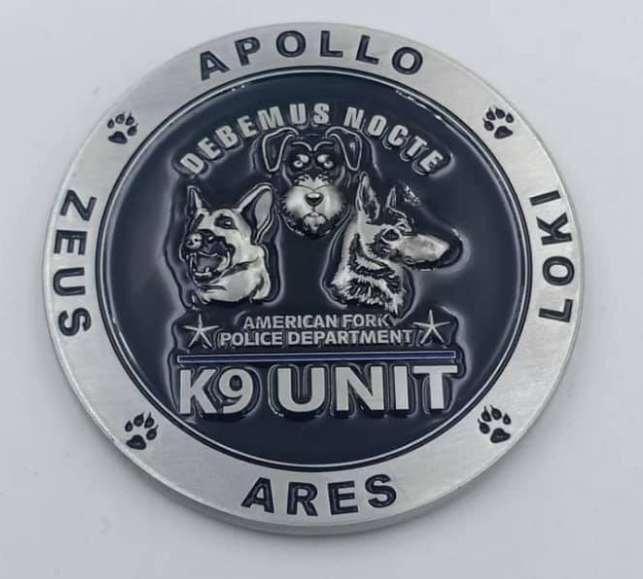 APOLLO
DEBEMUS NOCTE
ZEUS
LOKI
AMERICAN FORK
POLICE DEPARTMENT
K9 UNIT
ARES